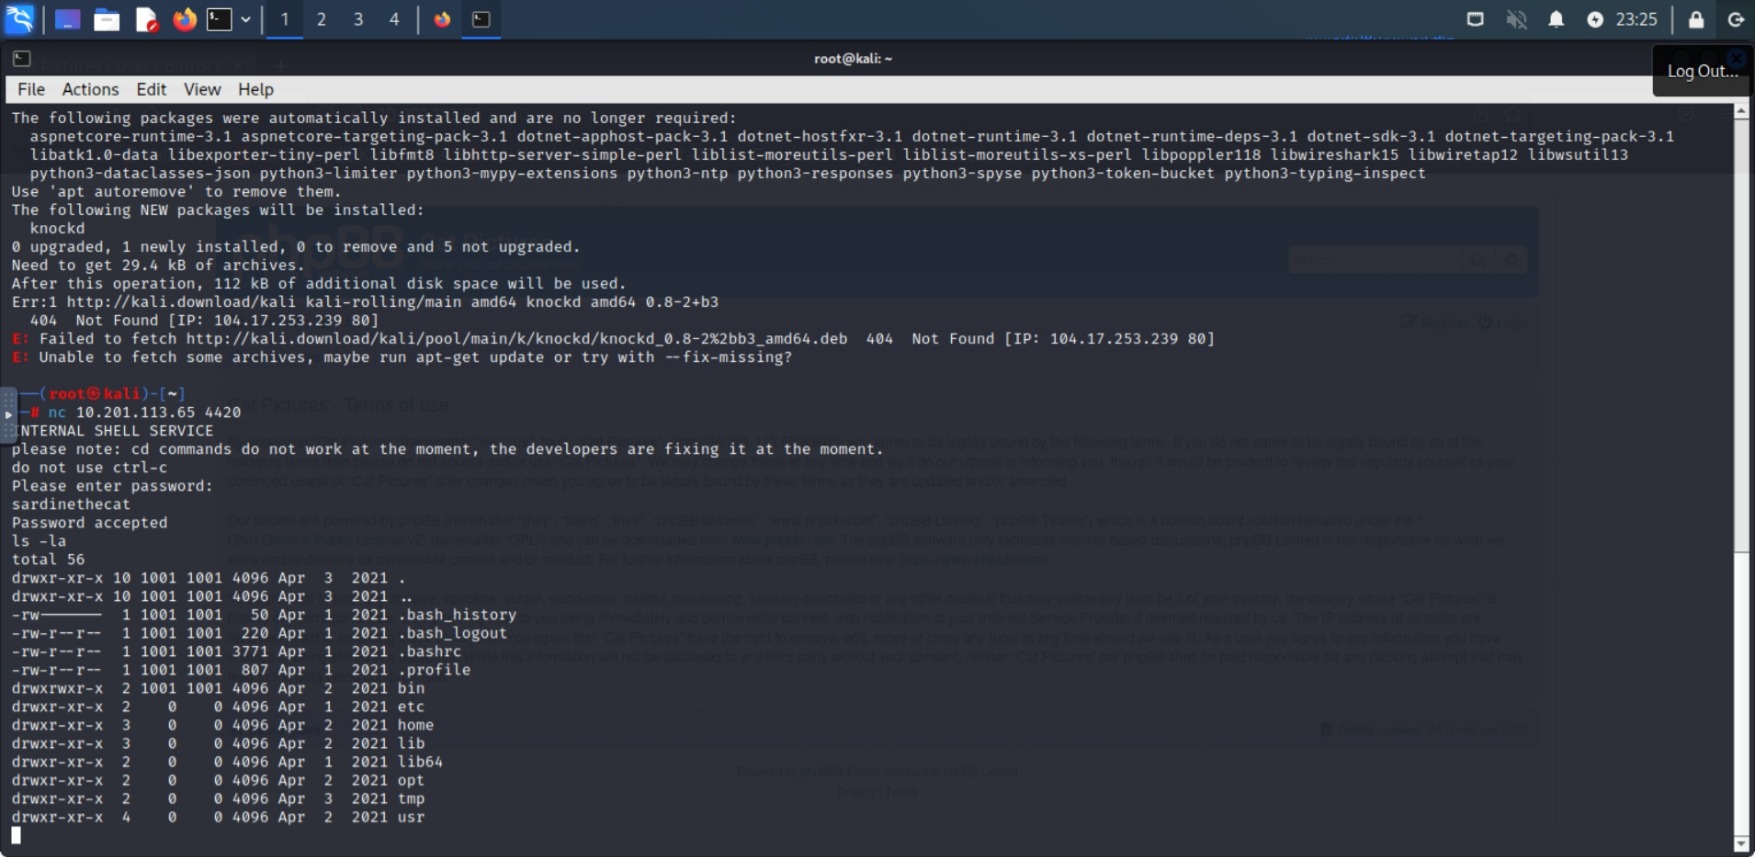 1 2 3 4
23:25
root@kali: ~
Log Out...
File Actions Edit View Help
The following packages were automatically installed and are no longer required:
aspnetcore-runtime-3.1 aspnetcore-targeting-pack-3.1 dotnet-apphost-pack-3.1 dotnet-hostfxr-3.1 dotnet-runtime-3.1 dotnet-runtime-deps-3.1 dotnet-sdk-3.1 dotnet-targeting-pack-3.1
libatk1.0-data libexporter-tiny-perl libfmt8 libhttp-server-simple-perl liblist-moreutils-perl liblist-moreutils-xs-perl libpoppler118 libwireshark15 libwiretap12 libwsutil13
python3-dataclasses-json python3-limiter python3-mypy-extensions python3-ntp python3-responses python3-spyse python3-token-bucket python3-typing-inspect
Use 'apt autoremove' to remove them.
The following NEW packages will be installed:
knockd
0 upgraded, 1 newly installed, 0 to remove and 5 not upgraded.
Need to get 29.4 kB of archives.
After this operation, 112 kB of additional disk space will be used.
Err:1 http://kali.download/kali kali-rolling/main amd64 knockd amd64 0.8-2+b3
404 Not Found [IP: 104.17.253.239 80]
E: Failed to fetch http://kali.download/kali/pool/main/k/knockd/knockd_0.8-2%2bb3_amd64.deb 404 Not Found [IP: 104.17.253.239 80]
E: Unable to fetch some archives, maybe run apt-get update or try with --fix-missing?
(root㉿kali)-[~]
# nc 10.201.113.65 4420
NTERNAL SHELL SERVICE
please note: cd commands do not work at the moment, the developers are fixing it at the moment.
do not use ctrl-c
Please enter password:
sardinethecat
Password accepted
ls -la
total 56
drwxr-xr-x 10 1001 1001 4096 Apr 3 2021 .
drwxr-xr-x 10 1001 1001 4096 Apr 3 2021 ..
-rw------- 1 1001 1001 50 Apr 1 2021 .bash_history
-rw-r--r-- 1 1001 1001 220 Apr 1 2021 .bash_logout
-rw-r--r-- 1 1001 1001 3771 Apr 1 2021 .bashrc
-rw-r--r-- 1 1001 1001 807 Apr 1 2021 .profile
drwxrwxr-x 2 1001 1001 4096 Apr 2 2021 bin
drwxr-xr-x 2 0 0 4096 Apr 1 2021 etc
drwxr-xr-x 3 0 0 4096 Apr 2 2021 home
drwxr-xr-x 3 0 0 4096 Apr 2 2021 lib
drwxr-xr-x 2 0 0 4096 Apr 1 2021 lib64
drwxr-xr-x 2 0 0 4096 Apr 2 2021 opt
drwxr-xr-x 2 0 0 4096 Apr 3 2021 tmp
drwxr-xr-x 4 0 0 4096 Apr 2 2021 usr